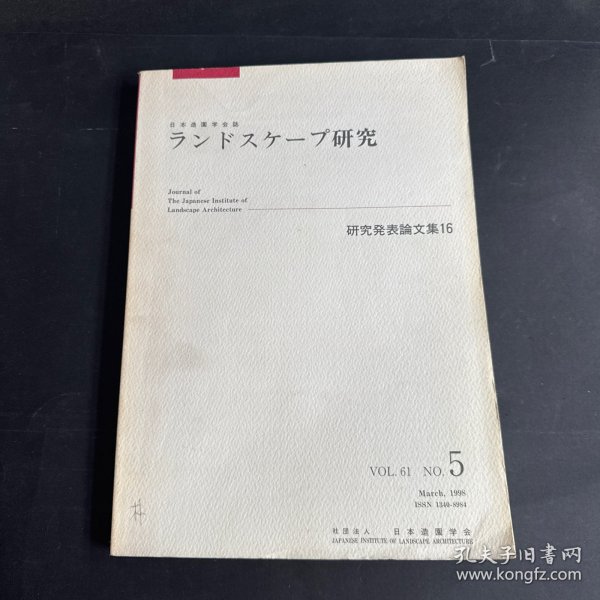 日本造園学会誌
ランドスケープ研究
Journal of
The Japanese Institute of
Landscape Architecture
研究発表論文集16
VOL. 61 NO. 5
March, 1998
ISSN 1340-8984
社団法人 日本造園学会
JAPANESE INSTITUTE OF LANDSCAPE ARCHITECTURE
孔夫子旧书网
www.kongfz.com